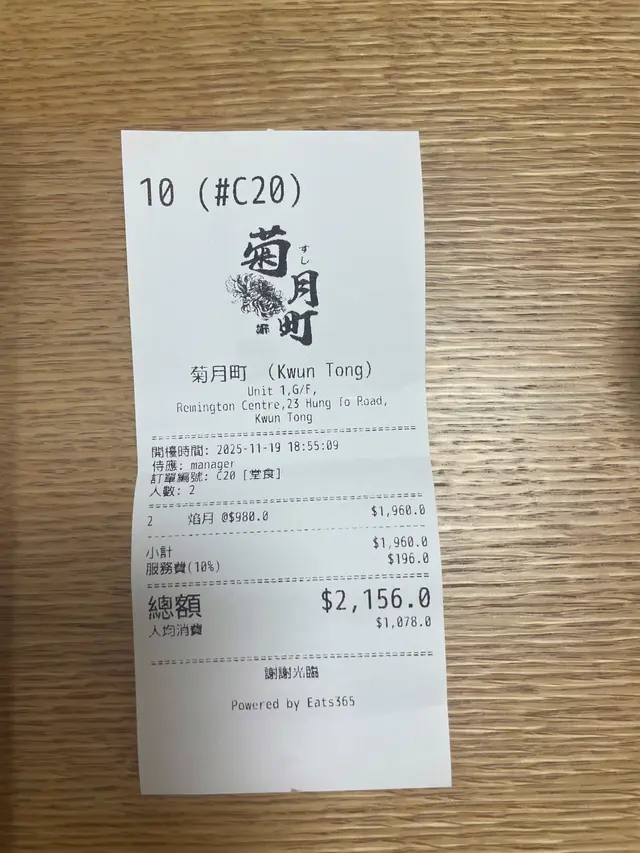 10 (#C20)
菊
すし
月
町
菊月町 (Kwun Tong)
Unit 1,G/F,
Remington Centre,23 Hung To Road,
Kwun Tong
開檯時間: 2025-11-19 18:55:09
侍應: manager
訂單編號: C20 [堂食]
人數: 2
2 焰月 @$980.0 $1,960.0
小計 $1,960.0
服務費(10%) $196.0
總額 $2,156.0
人均消費 $1,078.0
謝謝光臨
Powered by Eats365